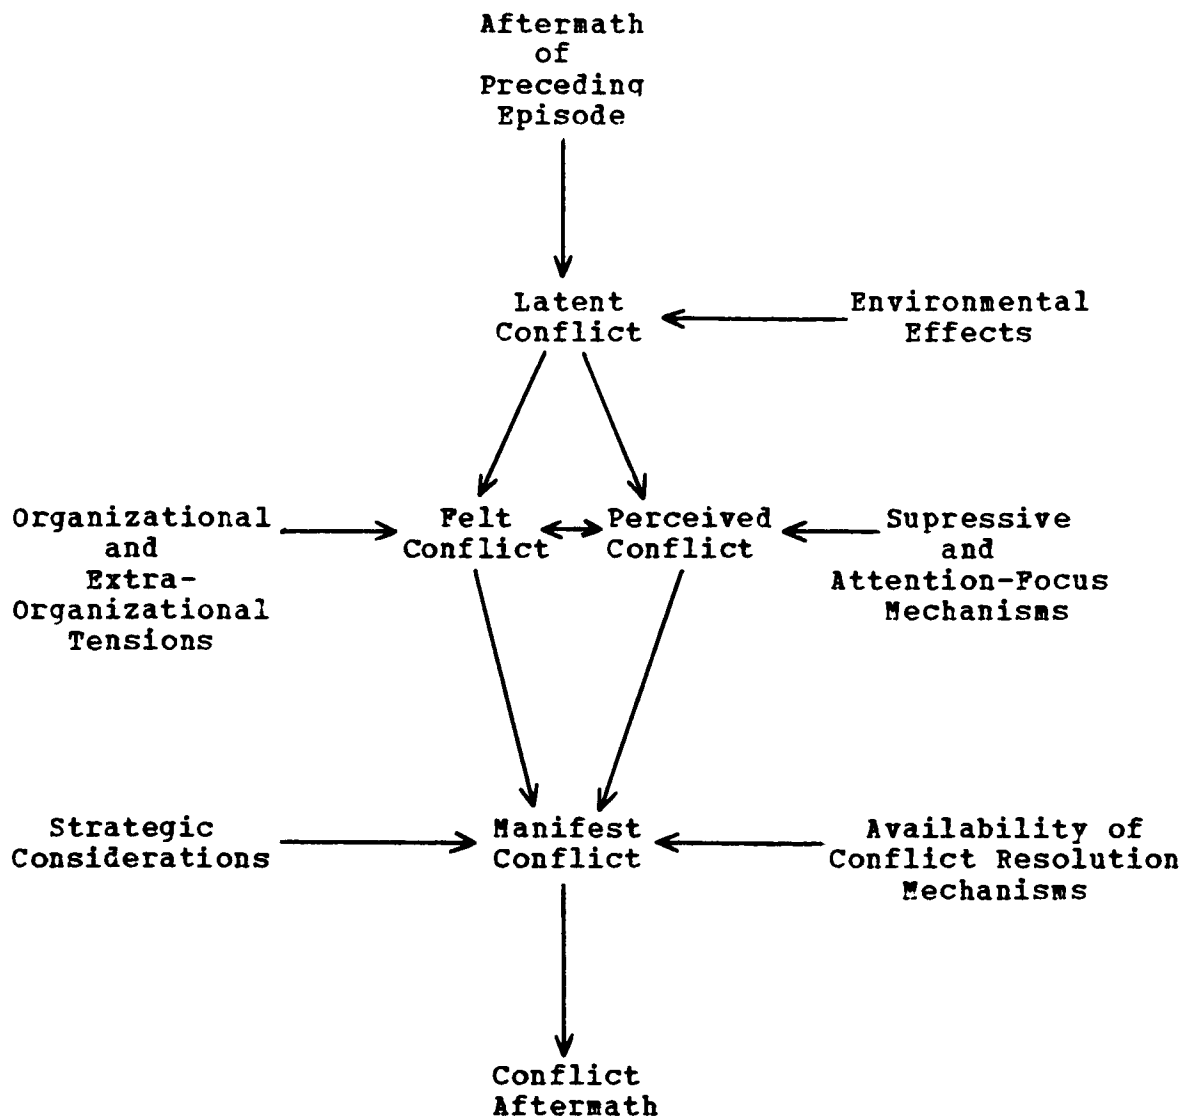 Aftermath
of
Preceding
Episode
Latent
Conflict
Environmental
Effects
Organizational
and
Extra-
Organizational
Tensions
Felt
Conflict
Perceived
Conflict
Supressive
and
Attention-Focus
Mechanisms
Strategic
Considerations
Manifest
Conflict
Availability of
Conflict Resolution
Mechanisms
Conflict
Aftermath